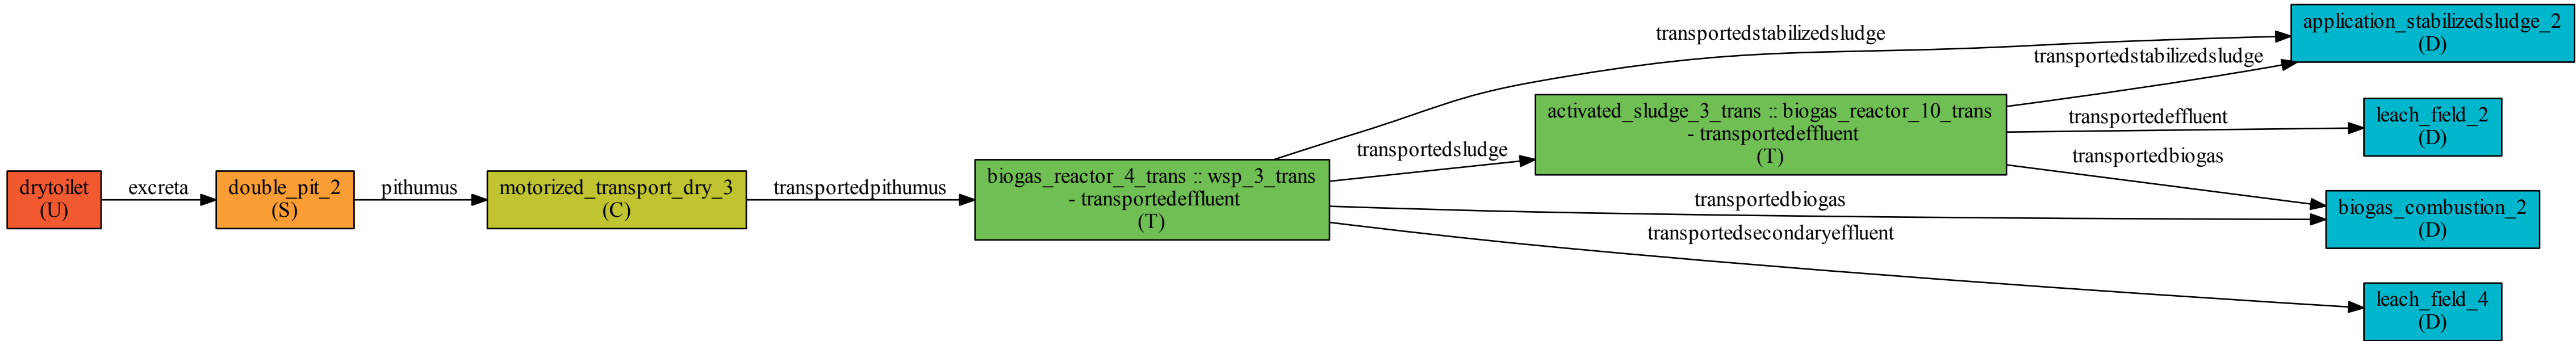 drytoilet
(U)
excreta
double_pit_2
(S)
pithumus
motorized_transport_dry_3
(C)
transportedpithumus
biogas_reactor_4_trans :: wsp_3_trans
- transportedeffluent
(T)
transportedstabilizedsludge
transportedsludge
transportedbiogas
transportedsecondaryeffluent
activated_sludge_3_trans :: biogas_reactor_10_trans
- transportedeffluent
(T)
transportedstabilizedsludge
transportedeffluent
transportedbiogas
application_stabilizedsludge_2
(D)
leach_field_2
(D)
biogas_combustion_2
(D)
leach_field_4
(D)